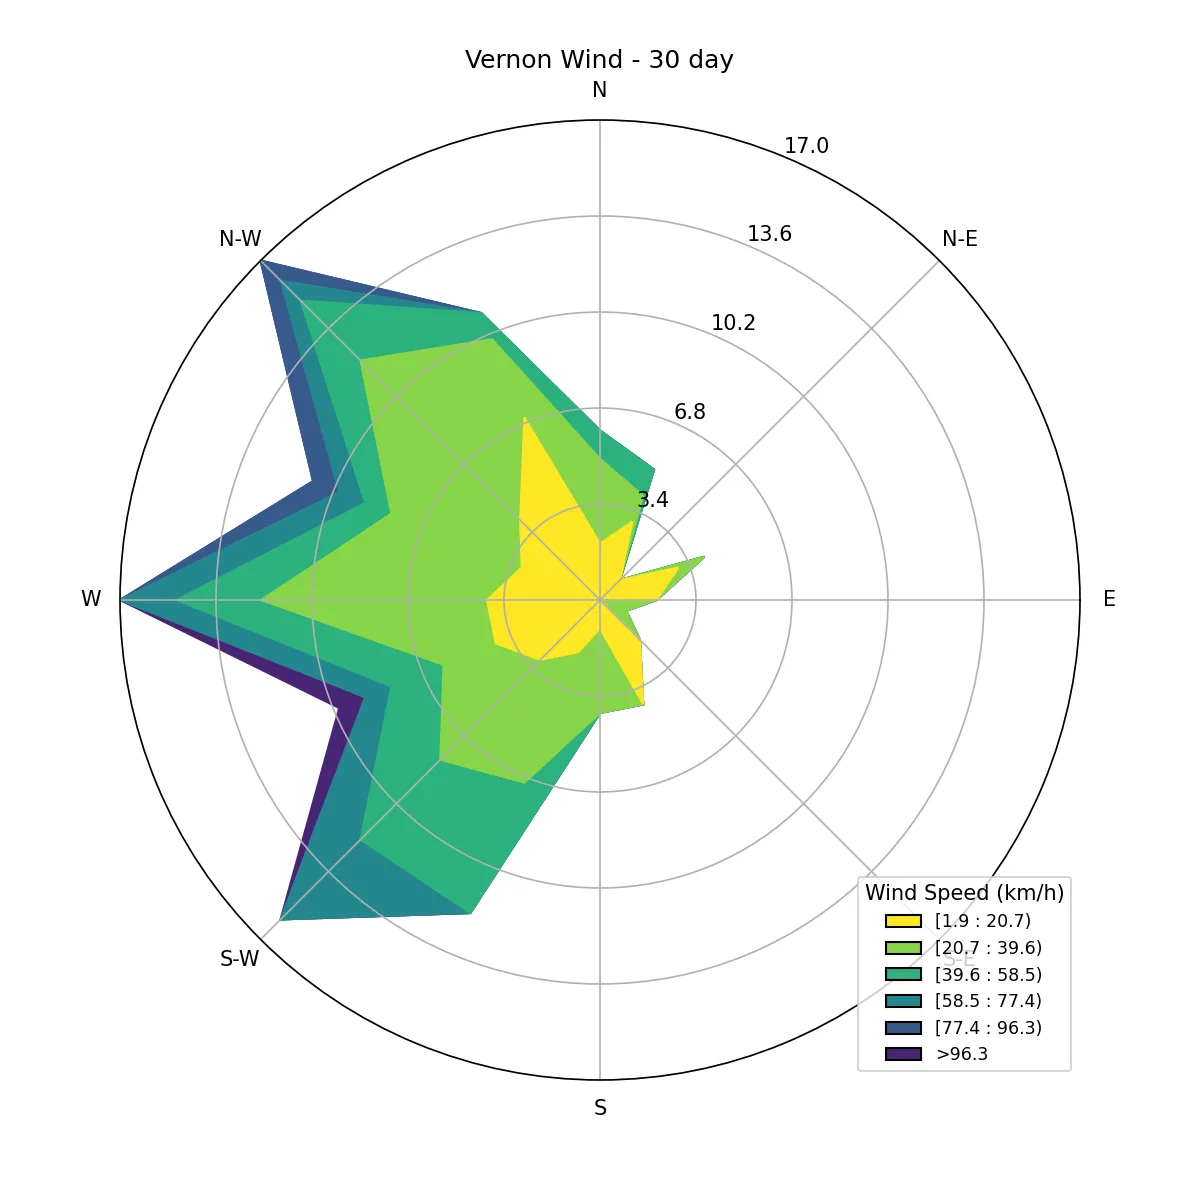 Vernon Wind - 30 day
N
17.0
13.6
N-W
N-E
10.2
6.8
3.4
W
E
Wind Speed (km/h)
[1.9 : 20.7)
[20.7 : 39.6)
S-W
S-E
[39.6 : 58.5)
[58.5 : 77.4)
[77.4 : 96.3)
>96.3
S